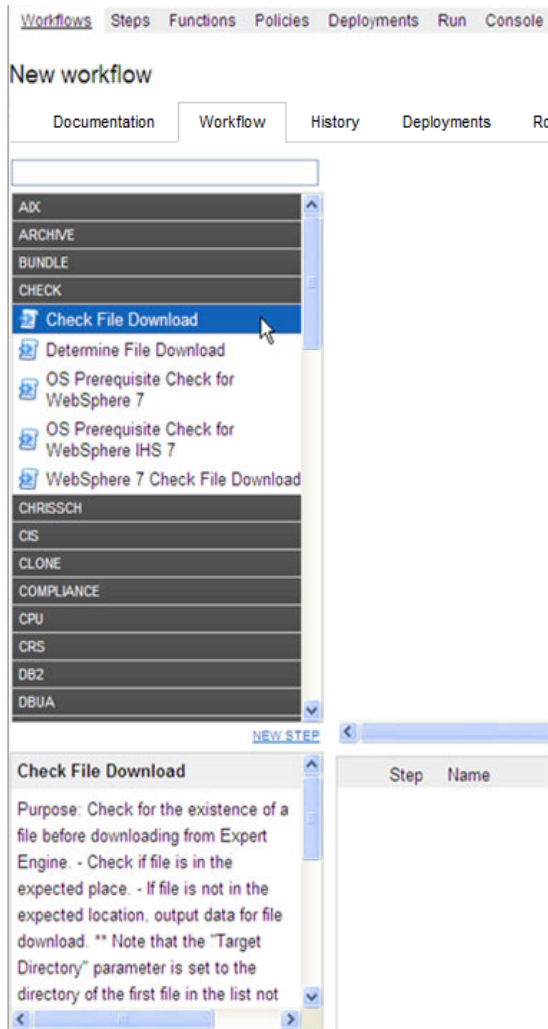 Workflows Steps Functions Policies Deployments Run Console
New workflow
Documentation Workflow History Deployments Ro
AIX
ARCHIVE
BUNDLE
CHECK
Check File Download
Determine File Download
OS Prerequisite Check for
WebSphere 7
OS Prerequisite Check for
WebSphere IHS 7
WebSphere 7 Check File Download
CHRISSCH
CIS
CLONE
COMPLIANCE
CPU
CRS
DB2
DBUA
NEW STEP
Check File Download
Step Name
Purpose: Check for the existence of a
file before downloading from Expert
Engine. - Check if file is in the
expected place. - If file is not in the
expected location, output data for file
download. ** Note that the "Target
Directory" parameter is set to the
directory of the first file in the list not